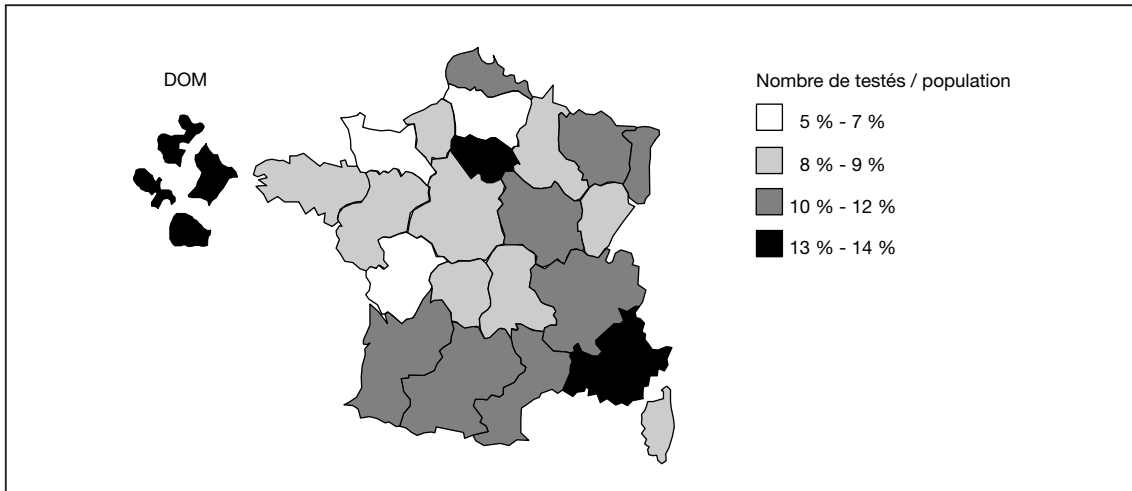 DOM
Nombre de testés / population
5 % - 7 %
8 % - 9 %
10 % - 12 %
13 % - 14 %